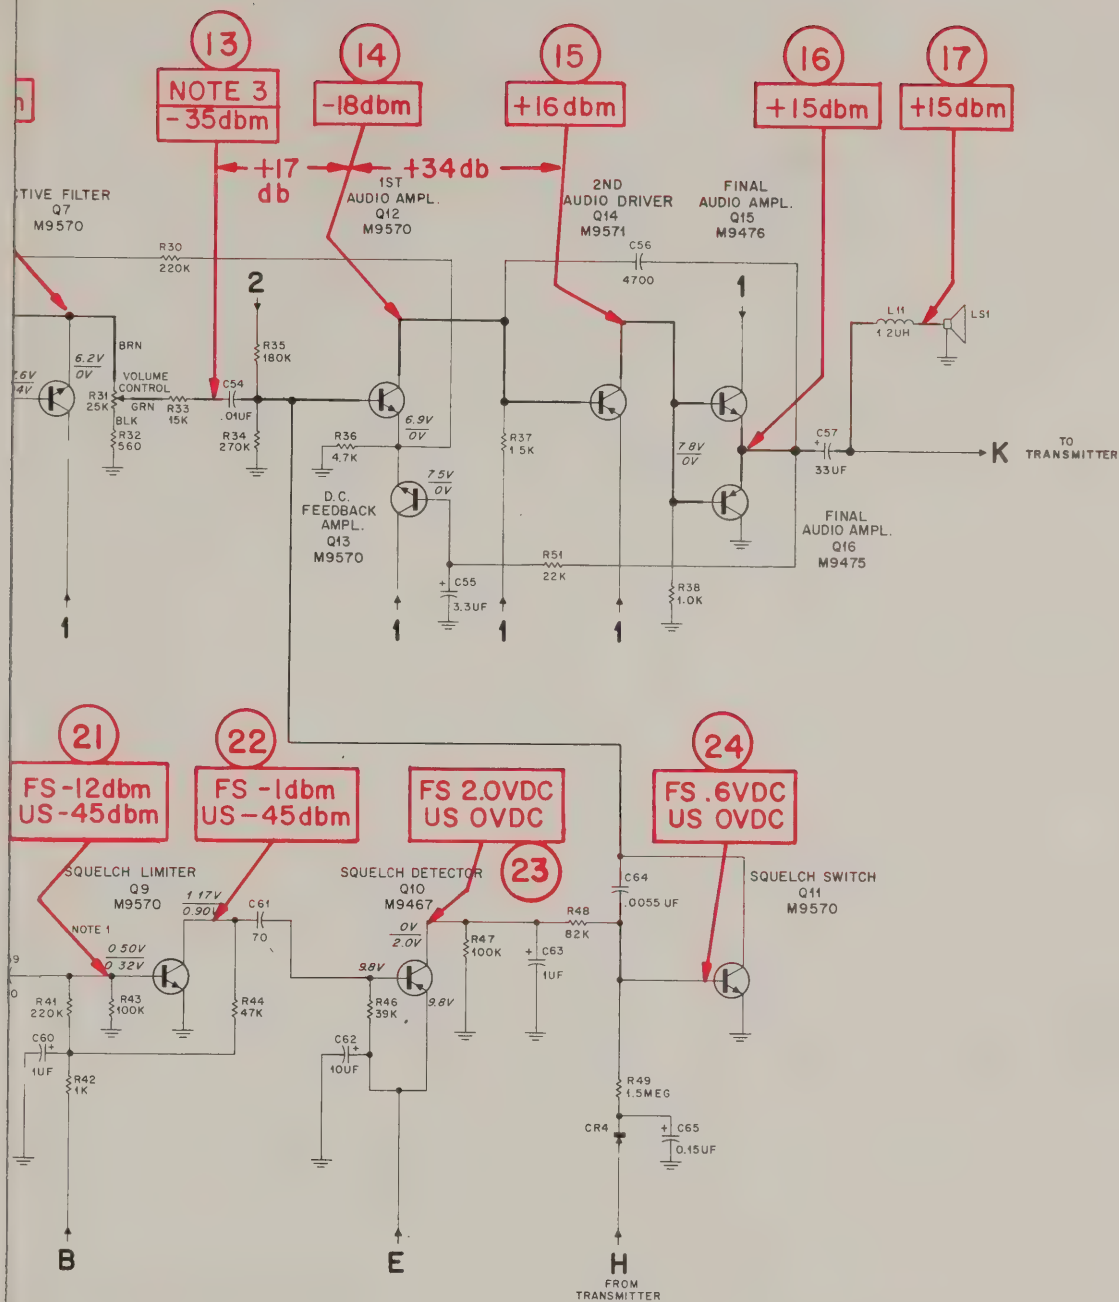 13
14
15
16
17
NOTE 3
-35dbm
-18dbm
+16dbm
+15dbm
+15dbm
+17
db
+34db
CTIVE FILTER
Q7
M9570
1ST
AUDIO AMPL.
Q12
M9570
2ND
AUDIO DRIVER
Q14
M9571
FINAL
AUDIO AMPL.
Q15
M9476
R30
220K
C56
4700
2
1
L11
1.2UH
LS1
R35
180K
BRN
6.2V
0V
VOLUME
CONTROL
R31
25K
GRN
BLK
R32
560
R33
15K
C54
.01UF
R34
270K
R36
4.7K
6.9V
0V
R37
1.5K
7.8V
0V
C57
+
33UF
K
TO
TRANSMITTER
7.5V
0V
D.C.
FEEDBACK
AMPL.
Q13
M9570
FINAL
AUDIO AMPL.
Q16
M9475
R51
22K
+
C55
3.3UF
R38
1.0K
1
1
1
1
21
22
24
FS -12dbm
US -45dbm
FS -1dbm
US -45dbm
FS 2.0VDC
US 0VDC
FS .6VDC
US 0VDC
23
SQUELCH LIMITER
Q9
M9570
SQUELCH DETECTOR
Q10
M9467
SQUELCH SWITCH
Q11
M9570
C64
.0055 UF
1.17V
0.90V
C61
70
NOTE 1
0.50V
0.32V
0V
2.0V
R48
82K
R47
100K
+
C63
1UF
9.8V
9.8V
R41
220K
R43
100K
R44
47K
R46
39K
C60
+
1UF
R42
1K
C62
+
10UF
R49
1.5MEG
CR4
+
C65
0.15UF
B
E
H
FROM
TRANSMITTER